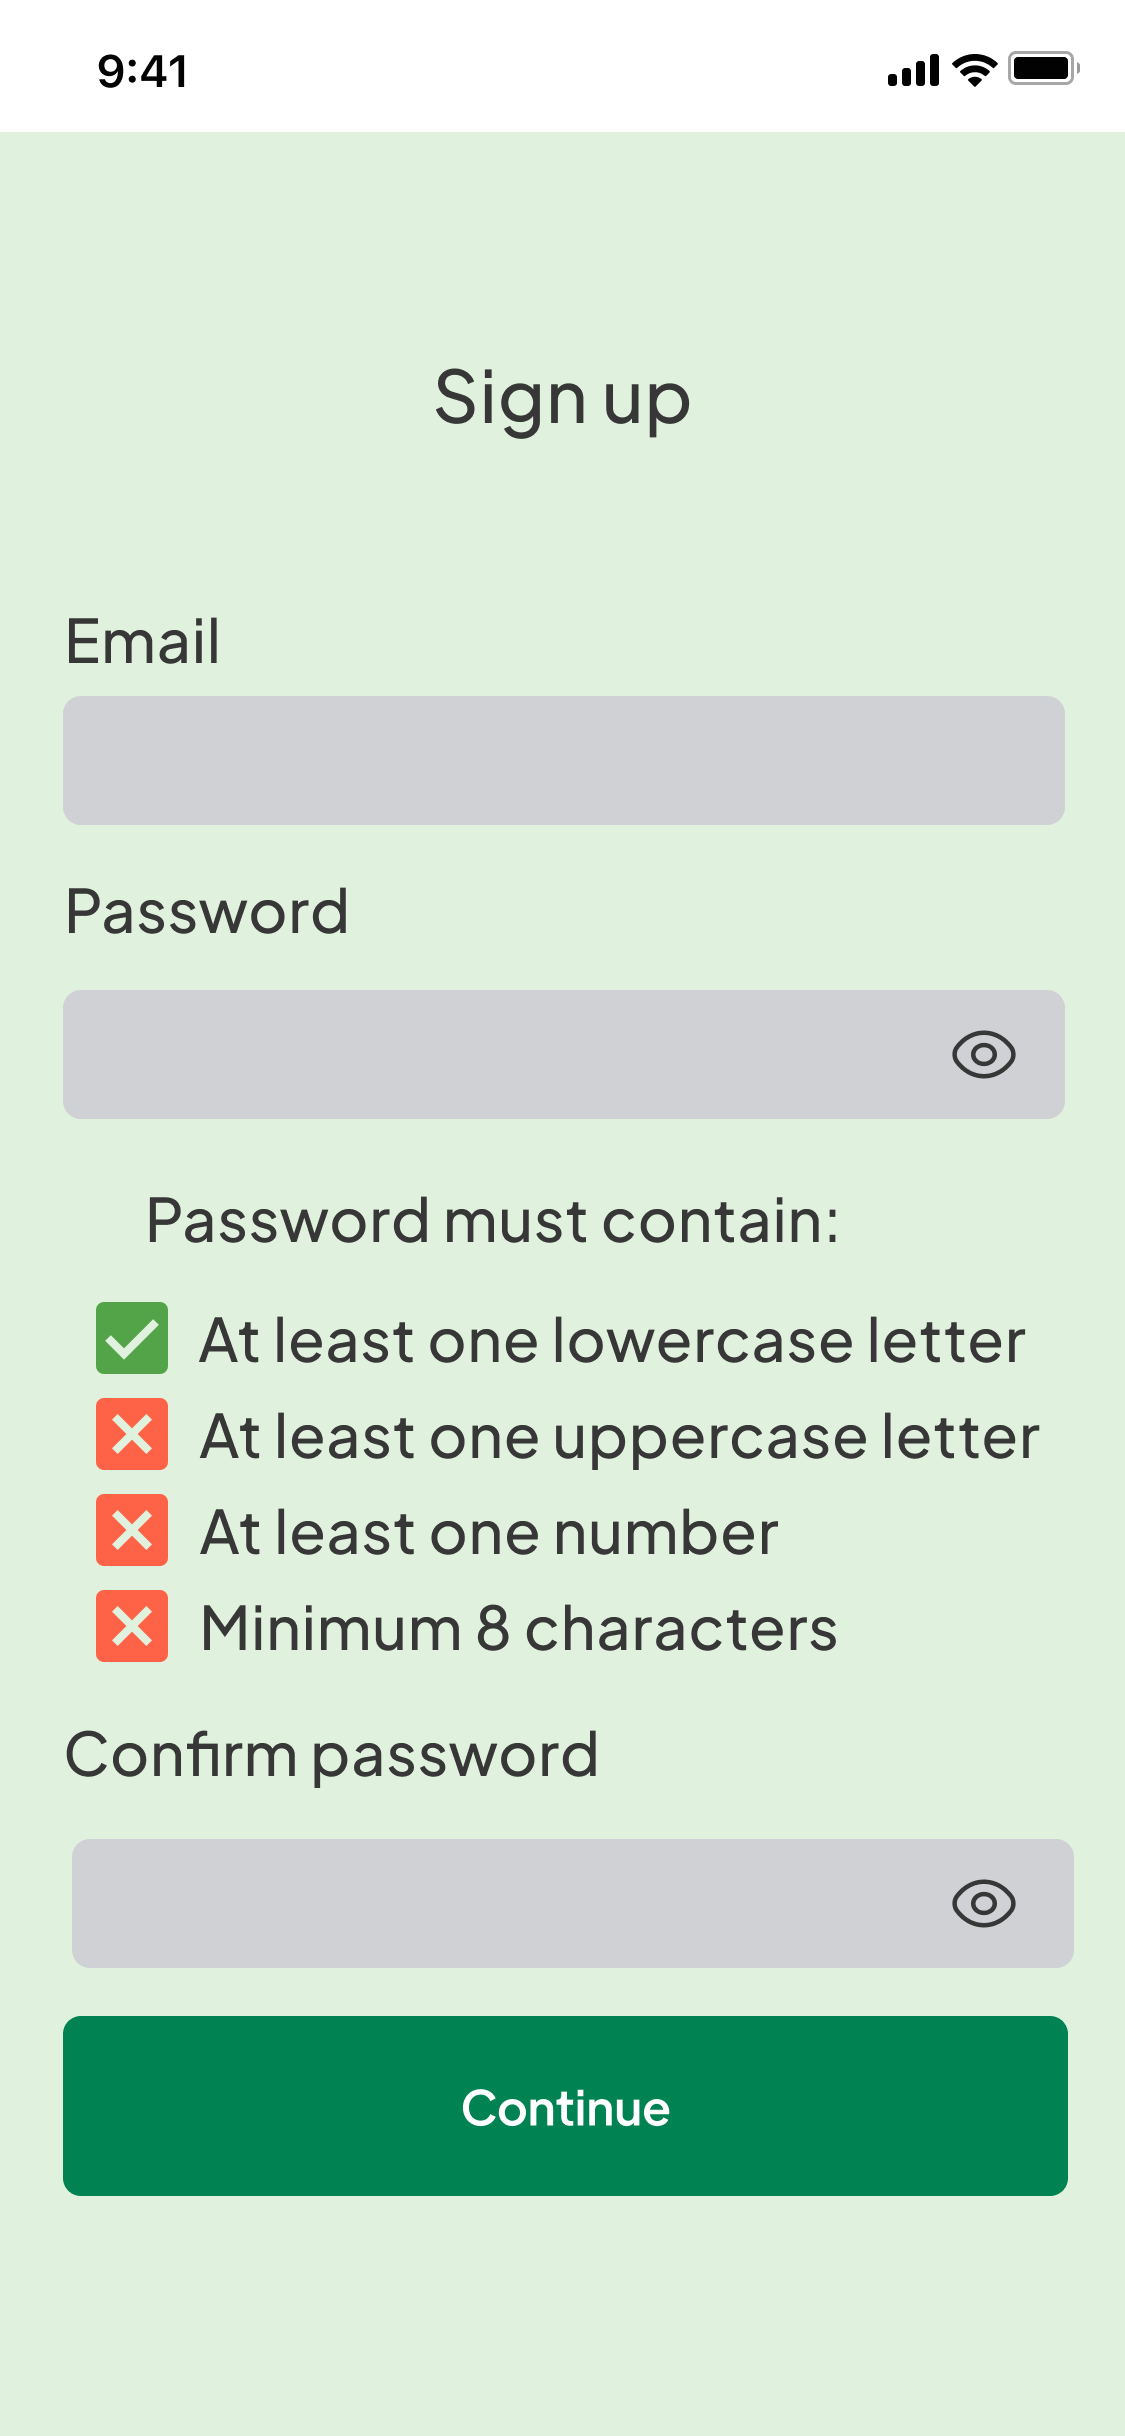 9:41
Sign up
Email
Password
Password must contain:
At least one lowercase letter
At least one uppercase letter
At least one number
Minimum 8 characters
Confirm password
Continue